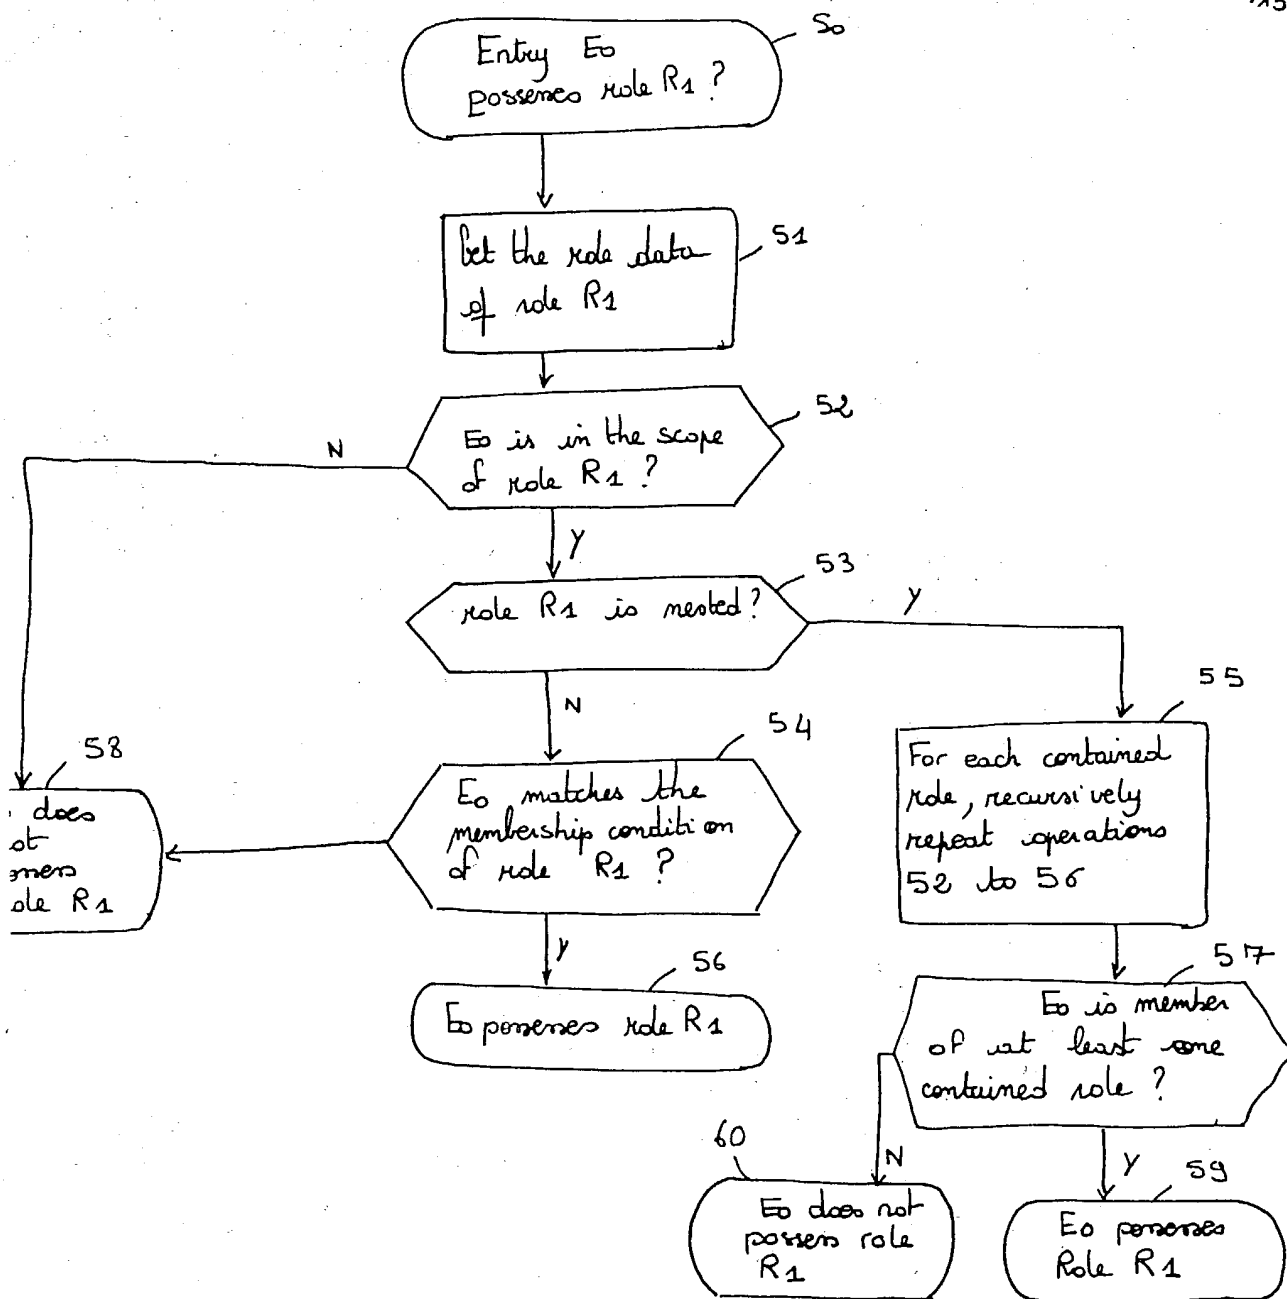 50
Entry E0
possesses role R1 ?
51
Get the role data
of role R1
52
E0 is in the scope
of role R1 ?
N
Y
53
role R1 is nested?
Y
N
54
E0 matches the
membership condition
of role R1 ?
55
For each contained
role, recursively
repeat operations
52 to 56
58
does
ot
role R1
Y
56
E0 possesses role R1
57
E0 is member
of at least one
contained role ?
N
Y
60
E0 does not
possess role
R1
59
E0 possesses
Role R1